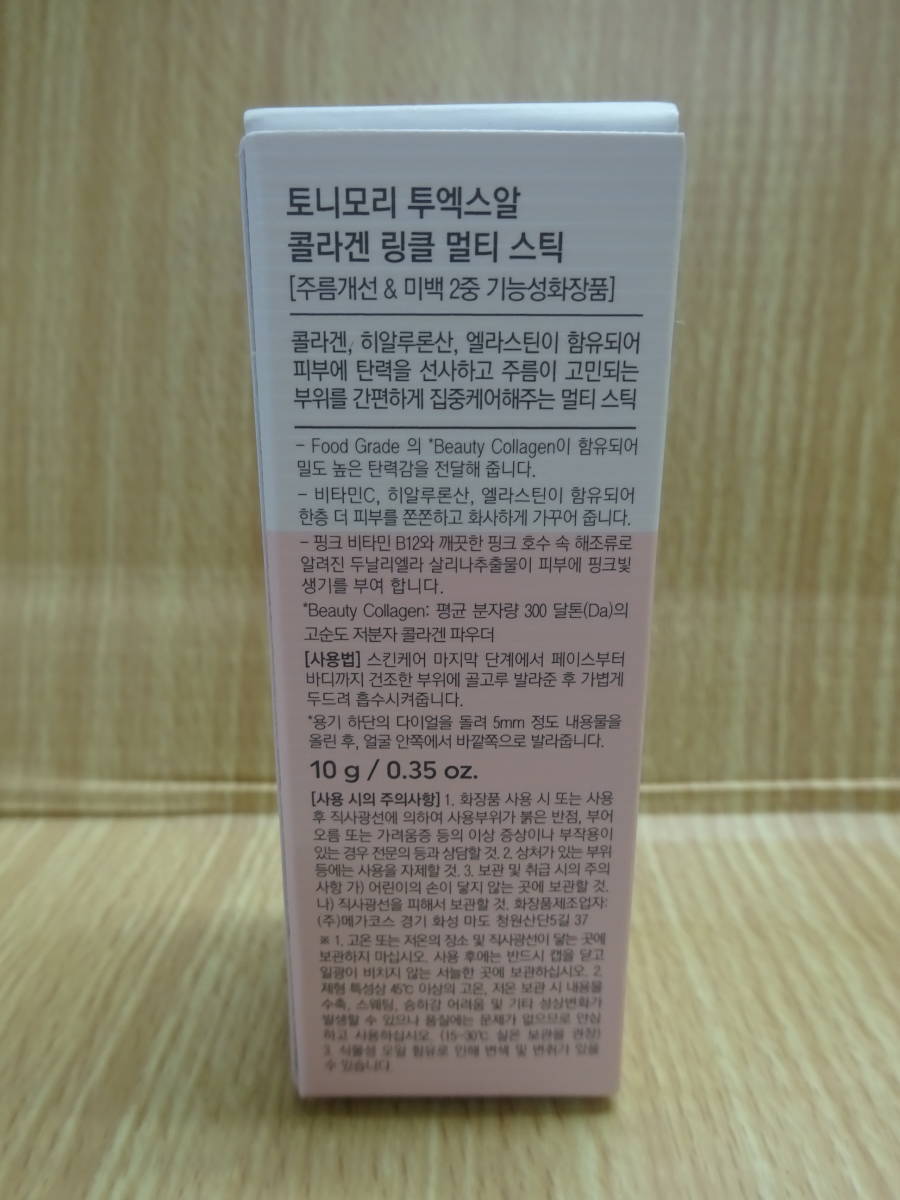 토니모리 투엑스알
콜라겐 링클 멀티 스틱
[주름개선 & 미백 2중 기능성화장품]
콜라겐, 히알루론산, 엘라스틴이 함유되어
피부에 탄력을 선사하고 주름이 고민되는
부위를 간편하게 집중케어해주는 멀티 스틱
- Food Grade 의 *Beauty Collagen이 함유되어
밀도 높은 탄력감을 전달해 줍니다.
- 비타민C, 히알루론산, 엘라스틴이 함유되어
한층 더 피부를 쫀쫀하고 화사하게 가꾸어 줍니다.
- 핑크 비타민 B12와 깨끗한 핑크 호수 속 해조류로
알려진 두날리엘라 살리나추출물이 피부에 핑크빛
생기를 부여 합니다.
*Beauty Collagen: 평균 분자량 300 달톤(Da)의
고순도 저분자 콜라겐 파우더
[사용법] 스킨케어 마지막 단계에서 페이스부터
바디까지 건조한 부위에 골고루 발라준 후 가볍게
두드려 흡수시켜줍니다.
*용기 하단의 다이얼을 돌려 5mm 정도 내용물을
올린 후, 얼굴 안쪽에서 바깥쪽으로 발라줍니다.
10 g / 0.35 oz.
[사용 시의 주의사항] 1. 화장품 사용 시 또는 사용
후 직사광선에 의하여 사용부위가 붉은 반점, 부어
오름 또는 가려움증 등의 이상 증상이나 부작용이
있는 경우 전문의 등과 상담할 것. 2. 상처가 있는 부위
등에는 사용을 자제할 것. 3. 보관 및 취급 시의 주의
사항 가) 어린이의 손이 닿지 않는 곳에 보관할 것.
나) 직사광선을 피해서 보관할 것. 화장품제조업자:
(주)메가코스 경기 화성 마도 청원산단5길 37
※ 1. 고온 또는 저온의 장소 및 직사광선이 닿는 곳에
보관하지 마십시오. 사용 후에는 반드시 캡을 닫고
일광이 비치지 않는 서늘한 곳에 보관하십시오. 2.
제형 특성상 45℃ 이상의 고온, 저온 보관 시 내용물
수축, 스웨팅, 승하강 어려움 및 기타 성상변화가
발생할 수 있으나 품질에는 문제가 없으므로 안심
하고 사용하십시오. (15~30℃ 실온 보관을 권장)
3. 식물성 오일 함유로 인해 변색 및 변취가 있을
수 있습니다.